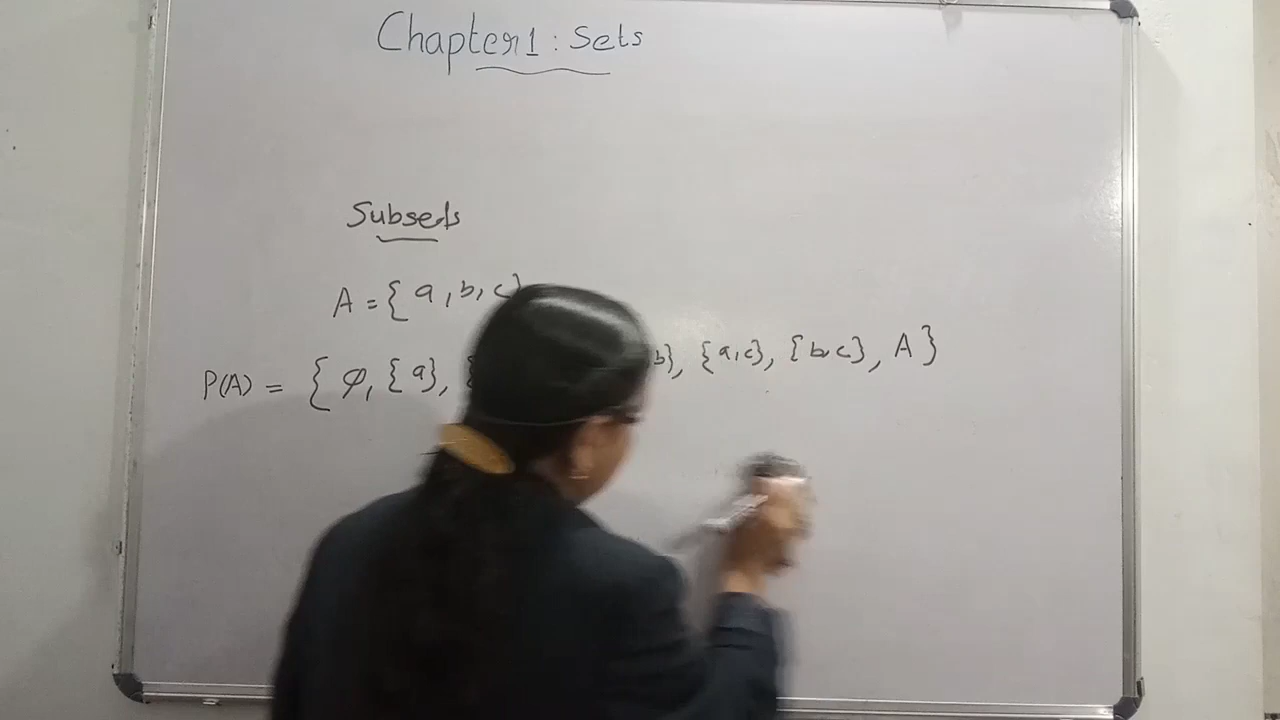 Chapter 1 : Sets
Subsets
A = { a, b, c }
P(A) = { φ, {a}, { b}, {a,c}, {b,c}, A }